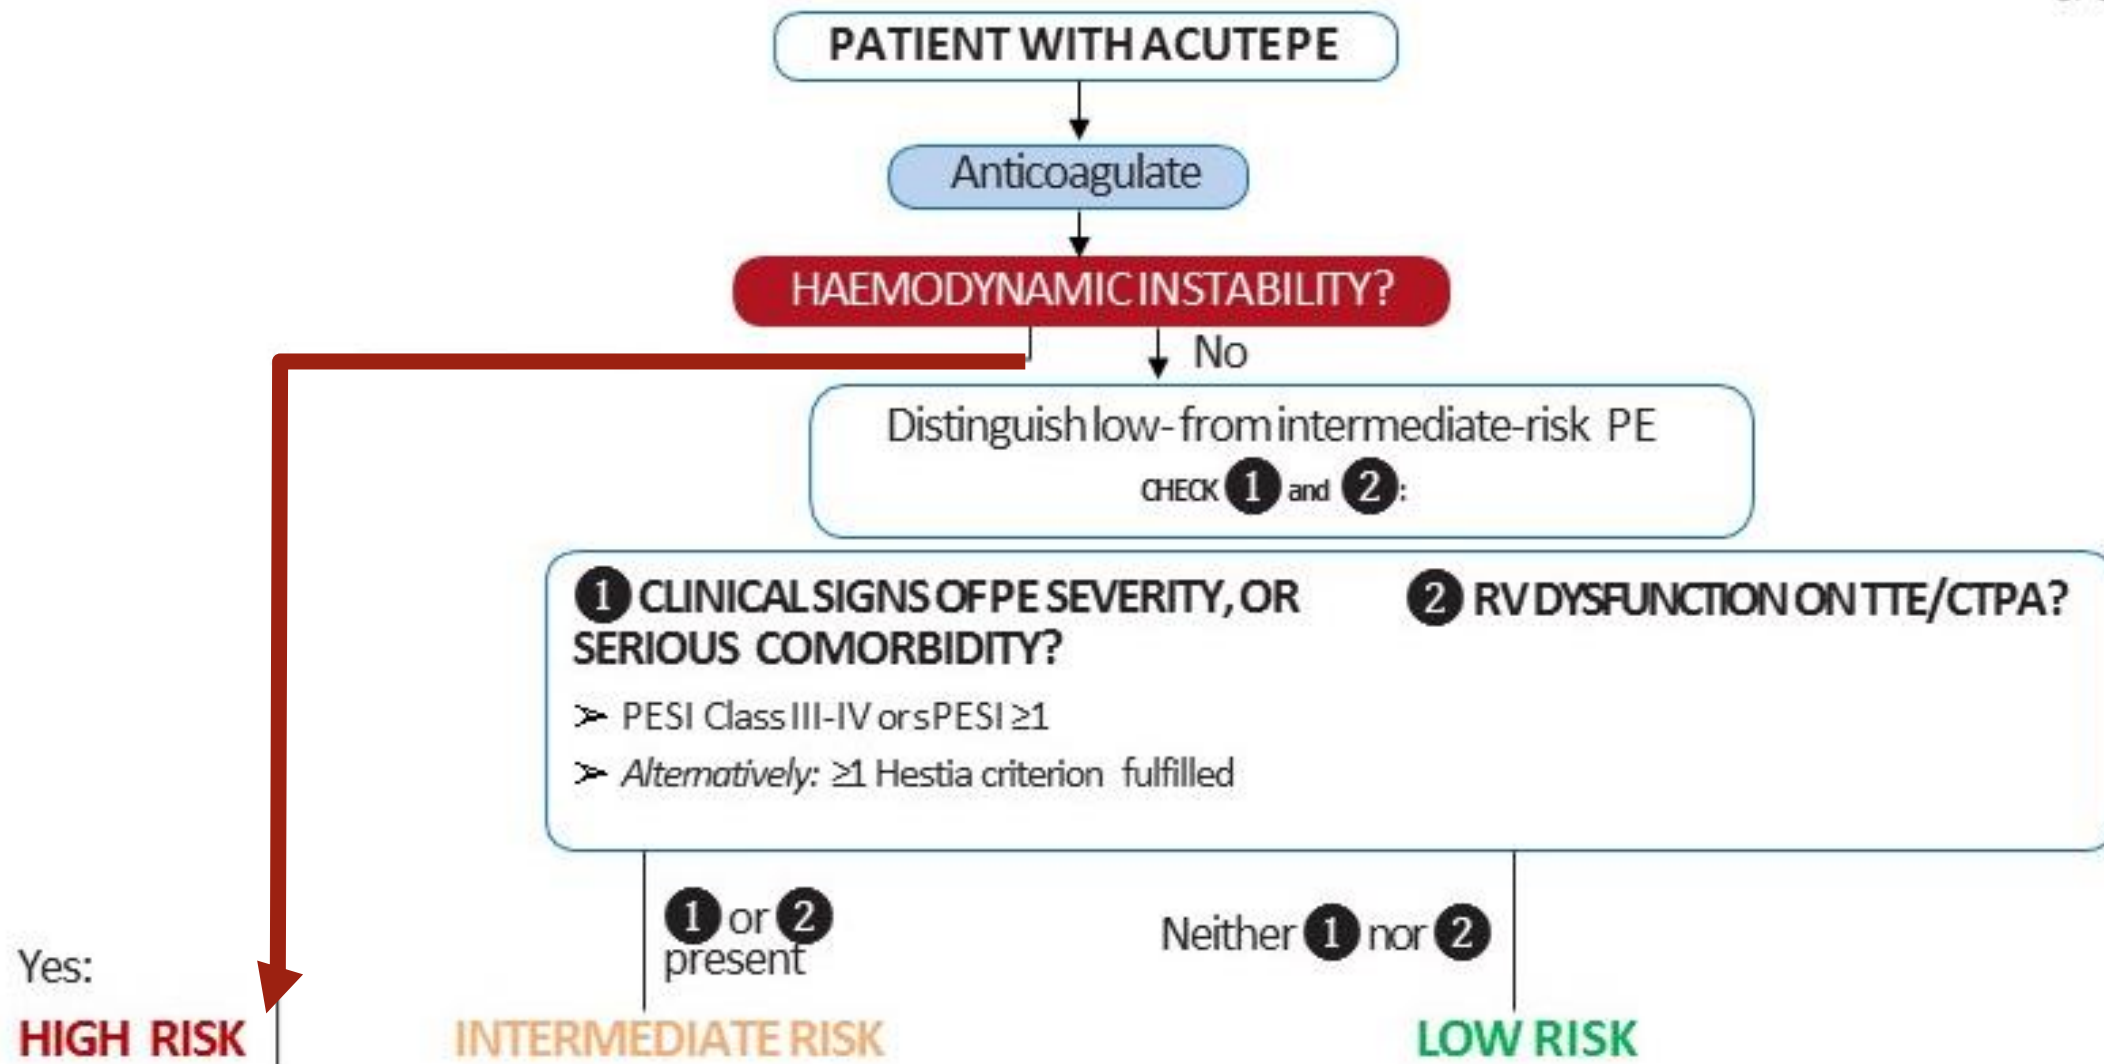 PATIENT WITH ACUTE PE
Anticoagulate
HAEMODYNAMIC INSTABILITY?
No
Distinguish low- from intermediate-risk PE
CHECK 1 and 2:
1 CLINICAL SIGNS OF PE SEVERITY, OR
SERIOUS COMORBIDITY?
➢ PESI Class III-IV or sPESI ≥1
➢ Alternatively: ≥1 Hestia criterion fulfilled
2 RV DYSFUNCTION ON TTE/CTPA?
1 or 2
present
Neither 1 nor 2
Yes:
HIGH RISK
INTERMEDIATE RISK
LOW RISK